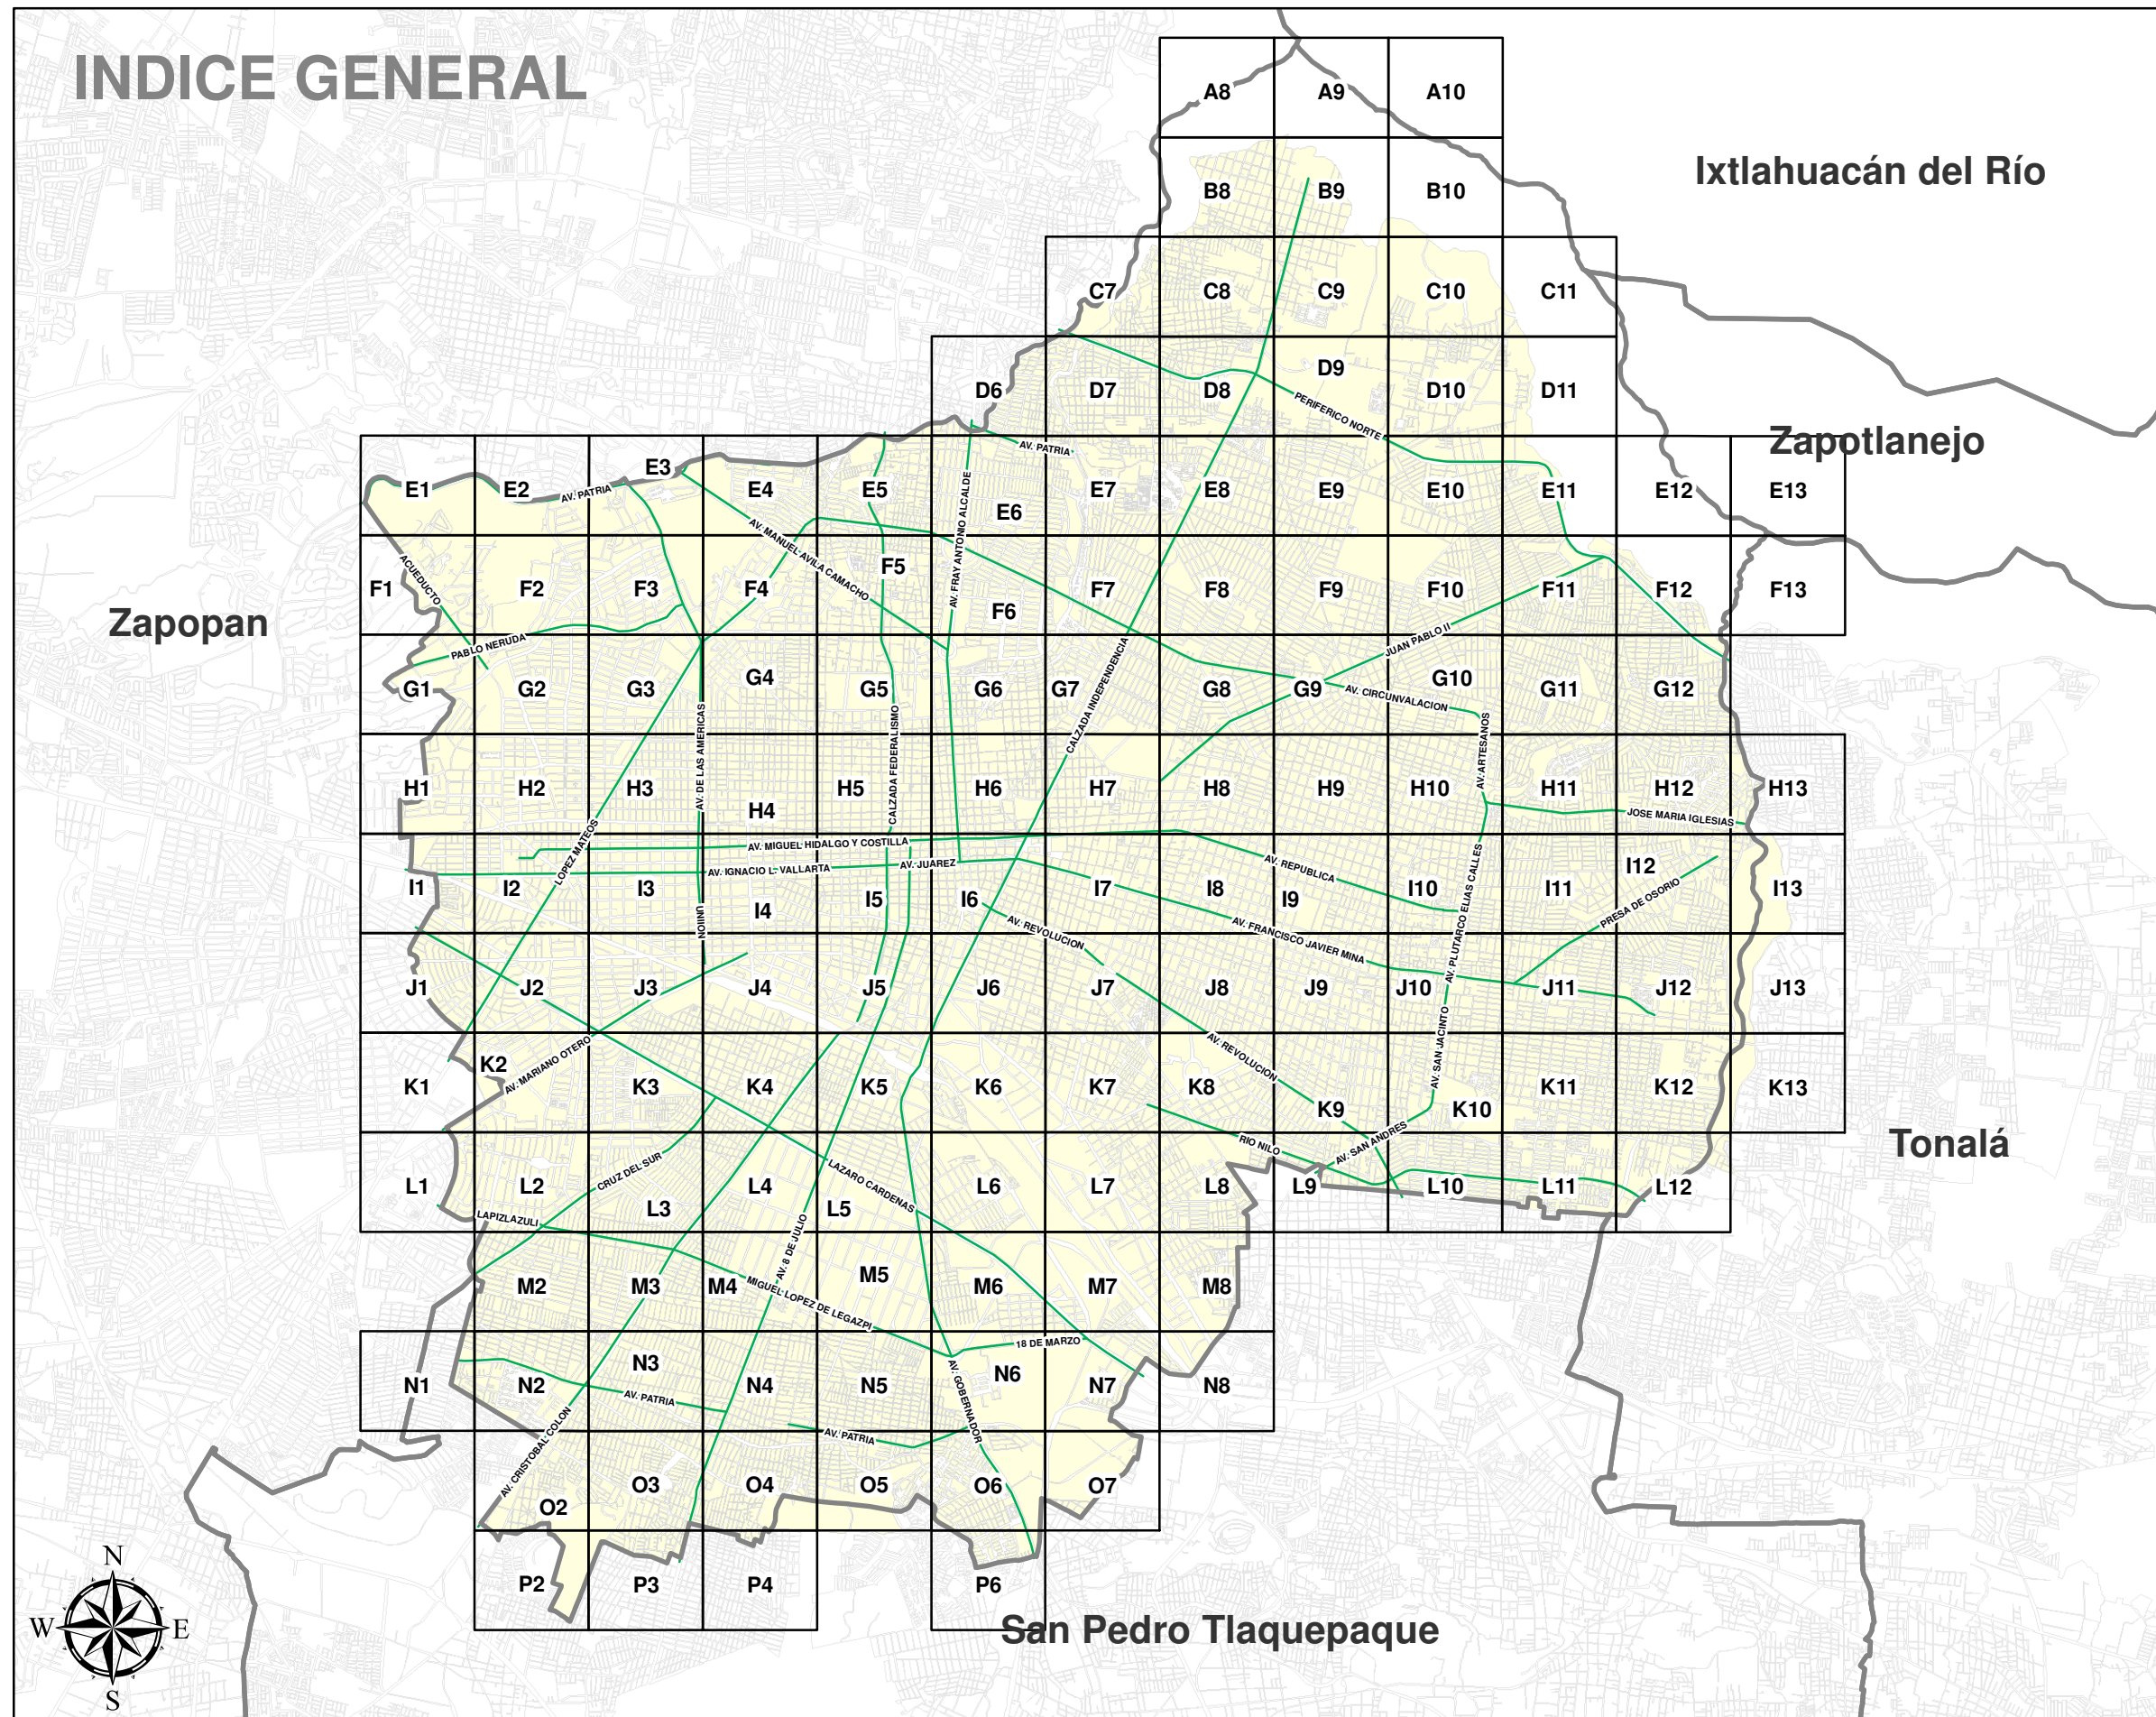 INDICE GENERAL
A8 A9 A10
Ixtlahuacán del Río
B8 B9 B10
C7 C8 C9 C10 C11
D6 D7 D8 D9 D10 D11
PERIFERICO NORTE
Zapotlanejo
AV. PATRIA
E1 E2 E3 E4 E5 E6 E7 E8 E9 E10 E11 E12 E13
AV. PATRIA
AV. MANUEL AVILA CAMACHO
AV. FRAY ANTONIO ALCALDE
ACUEDUCTO
F1 F2 F3 F4 F5 F6 F7 F8 F9 F10 F11 F12 F13
Zapopan
PABLO NERUDA
JUAN PABLO II
G1 G2 G3 G4 G5 G6 G7 G8 G9 G10 G11 G12
AV. CIRCUNVALACION
CALZADA INDEPENDENCIA
AV. DE LAS AMERICAS
CALZADA FEDERALISMO
AV. ARTESANOS
H1 H2 H3 H4 H5 H6 H7 H8 H9 H10 H11 H12 H13
JOSE MARIA IGLESIAS
LOPEZ MATEOS
AV. MIGUEL HIDALGO Y COSTILLA
AV. IGNACIO L. VALLARTA
AV. JUAREZ
AV. REPUBLICA
AV. PLUTARCO ELIAS CALLES
I1 I2 I3 I4 I5 I6 I7 I8 I9 I10 I11 I12 I13
PRESA DE OSORIO
UNIION
AV. REVOLUCION
AV. FRANCISCO JAVIER MINA
J1 J2 J3 J4 J5 J6 J7 J8 J9 J10 J11 J12 J13
AV. MARIANO OTERO
AV. REVOLUCION
AV. SAN JACINTO
K1 K2 K3 K4 K5 K6 K7 K8 K9 K10 K11 K12 K13
RIO NILO
AV. SAN ANDRES
Tonalá
CRUZ DEL SUR
LAZARO CARDENAS
L1 L2 L3 L4 L5 L6 L7 L8 L9 L10 L11 L12
LAPIZLAZULI
AV. 8 DE JULIO
M2 M3 M4 M5 M6 M7 M8
MIGUEL LOPEZ DE LEGAZPI
18 DE MARZO
N1 N2 N3 N4 N5 N6 N7 N8
AV. PATRIA
AV. GOBERNADOR
AV. CRISTOBAL COLON
AV. PATRIA
O2 O3 O4 O5 O6 O7
P2 P3 P4 P6
San Pedro Tlaquepaque
N
W E
S